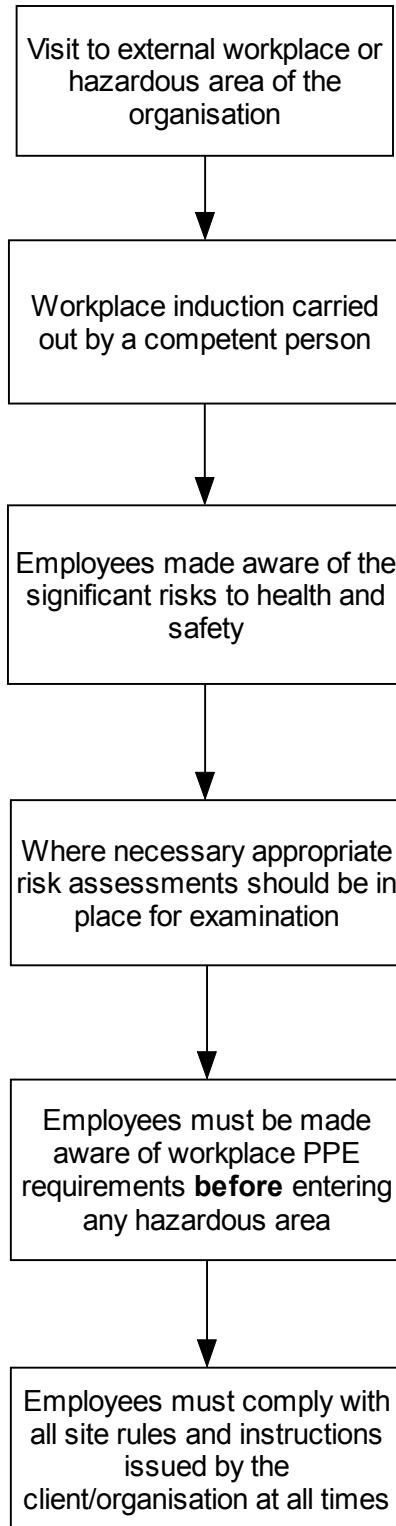 Visit to external workplace or
hazardous area of the
organisation
Workplace induction carried
out by a competent person
Employees made aware of the
significant risks to health and
safety
Where necessary appropriate
risk assessments should be in
place for examination
Employees must be made
aware of workplace PPE
requirements before entering
any hazardous area
Employees must comply with
all site rules and instructions
issued by the
client/organisation at all times